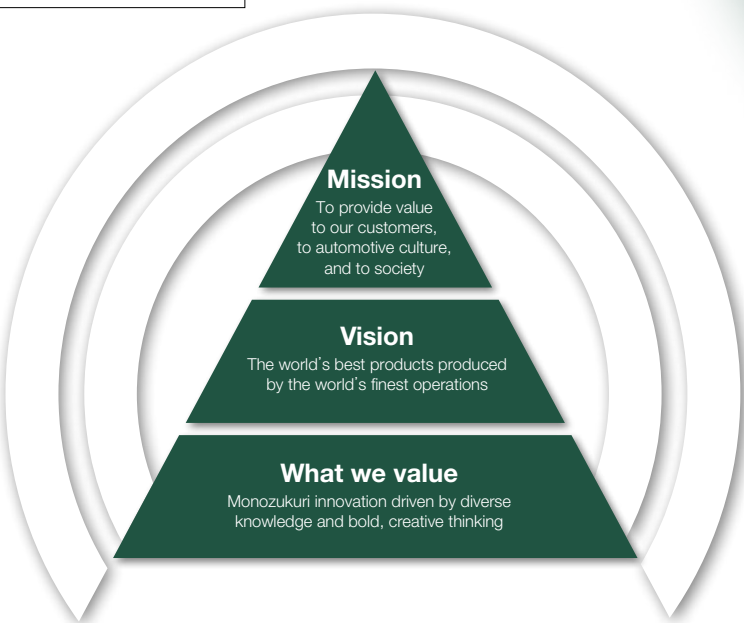 Mission
To provide value
to our customers,
to automotive culture,
and to society
Vision
The world’s best products produced
by the world’s finest operations
What we value
Monozukuri innovation driven by diverse
knowledge and bold, creative thinking